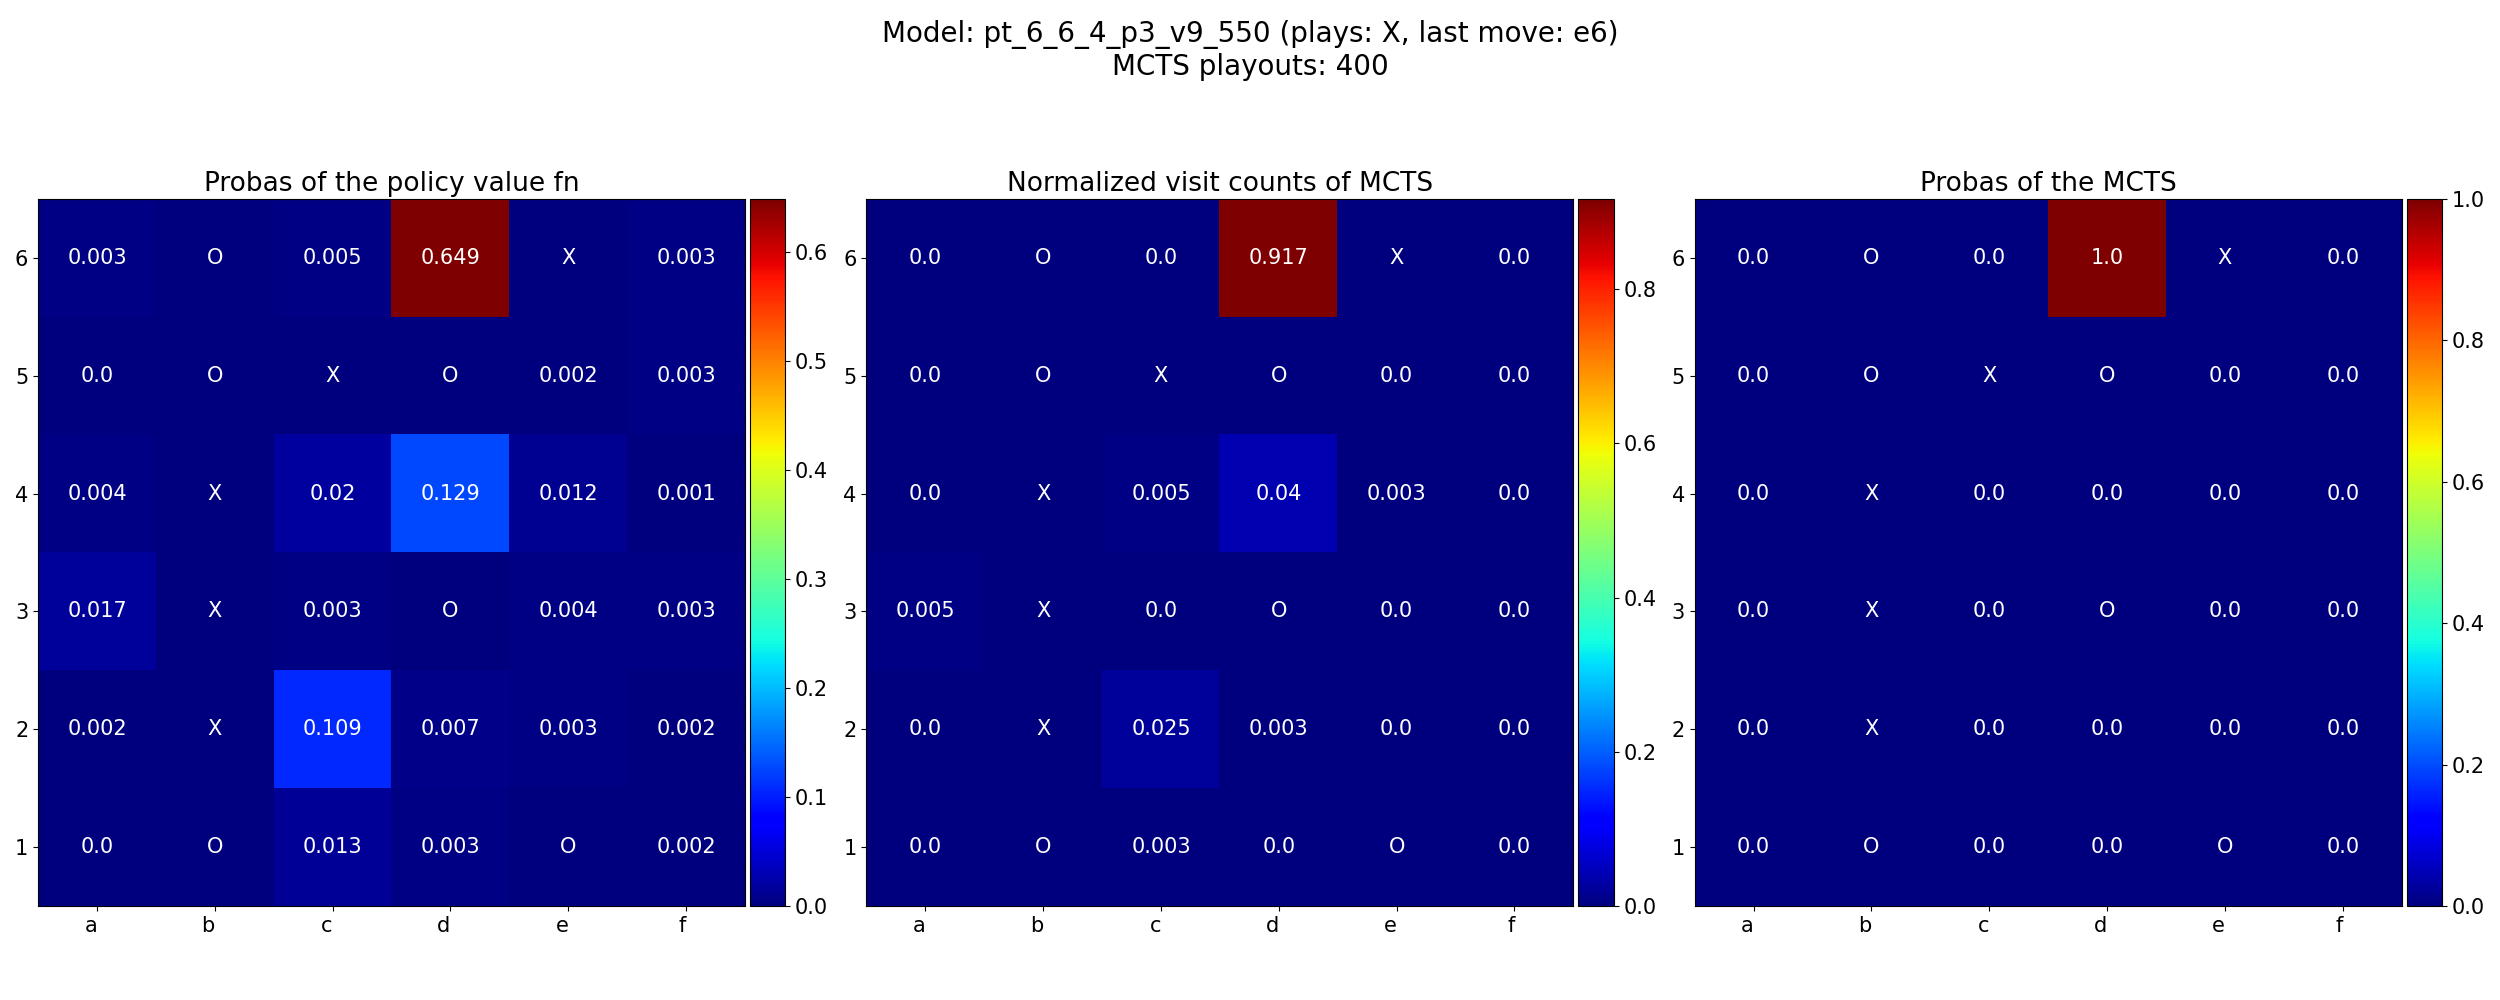 Model: pt_6_6_4_p3_v9_550 (plays: X, last move: e6)
MCTS playouts: 400
Probas of the policy value fn
6 0.003 O 0.005 0.649 X 0.003
5 0.0 O X O 0.002 0.003
4 0.004 X 0.02 0.129 0.012 0.001
3 0.017 X 0.003 O 0.004 0.003
2 0.002 X 0.109 0.007 0.003 0.002
1 0.0 O 0.013 0.003 O 0.002
a b c d e f
0.6
0.5
0.4
0.3
0.2
0.1
0.0
Normalized visit counts of MCTS
6 0.0 O 0.0 0.917 X 0.0
5 0.0 O X O 0.0 0.0
4 0.0 X 0.005 0.04 0.003 0.0
3 0.005 X 0.0 O 0.0 0.0
2 0.0 X 0.025 0.003 0.0 0.0
1 0.0 O 0.003 0.0 O 0.0
a b c d e f
0.8
0.6
0.4
0.2
0.0
Probas of the MCTS
6 0.0 O 0.0 1.0 X 0.0
5 0.0 O X O 0.0 0.0
4 0.0 X 0.0 0.0 0.0 0.0
3 0.0 X 0.0 O 0.0 0.0
2 0.0 X 0.0 0.0 0.0 0.0
1 0.0 O 0.0 0.0 O 0.0
a b c d e f
1.0
0.8
0.6
0.4
0.2
0.0